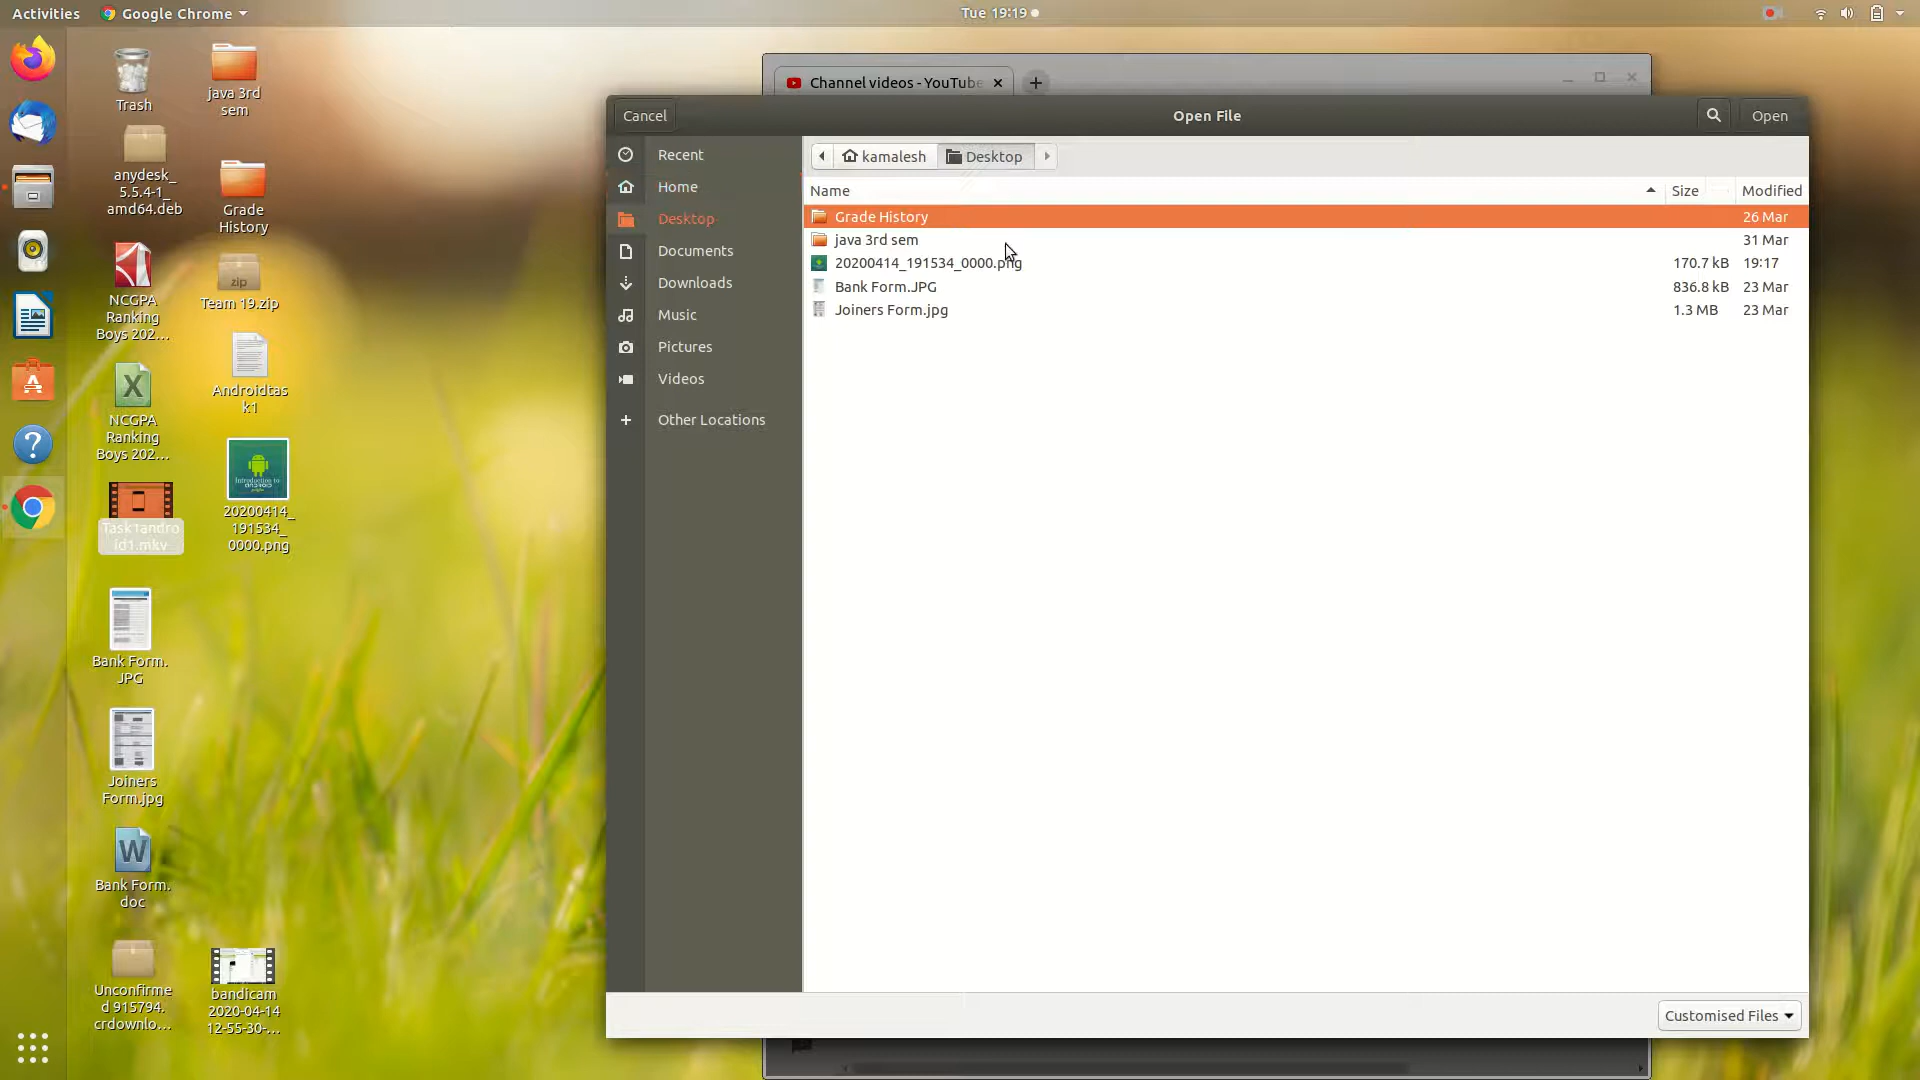 Activities
Google Chrome
Tue 19:19
Trash
java 3rd
sem
anydesk_
5.5.4-1_
amd64.deb
Grade
History
NCGPA
Ranking
Boys 202...
Team 19.zip
zip
NCGPA
Ranking
Boys 202...
Androidtas
k1
Task1andro
id1.mkv
Introduction to
20200414_
191534_
0000.png
Bank Form.
JPG
Joiners
Form.jpg
Bank Form.
doc
Unconfirme
d 915794.
crdownlo...
bandicam
2020-04-14
12-55-30-...
Channel videos - YouTube
Cancel
Open File
Open
Recent
Home
Desktop
Documents
Downloads
Music
Pictures
Videos
Other Locations
kamalesh
Desktop
Name
Size
Modified
Grade History
26 Mar
java 3rd sem
31 Mar
20200414_191534_0000.png
170.7 kB
19:17
Bank Form.JPG
836.8 kB
23 Mar
Joiners Form.jpg
1.3 MB
23 Mar
Customised Files